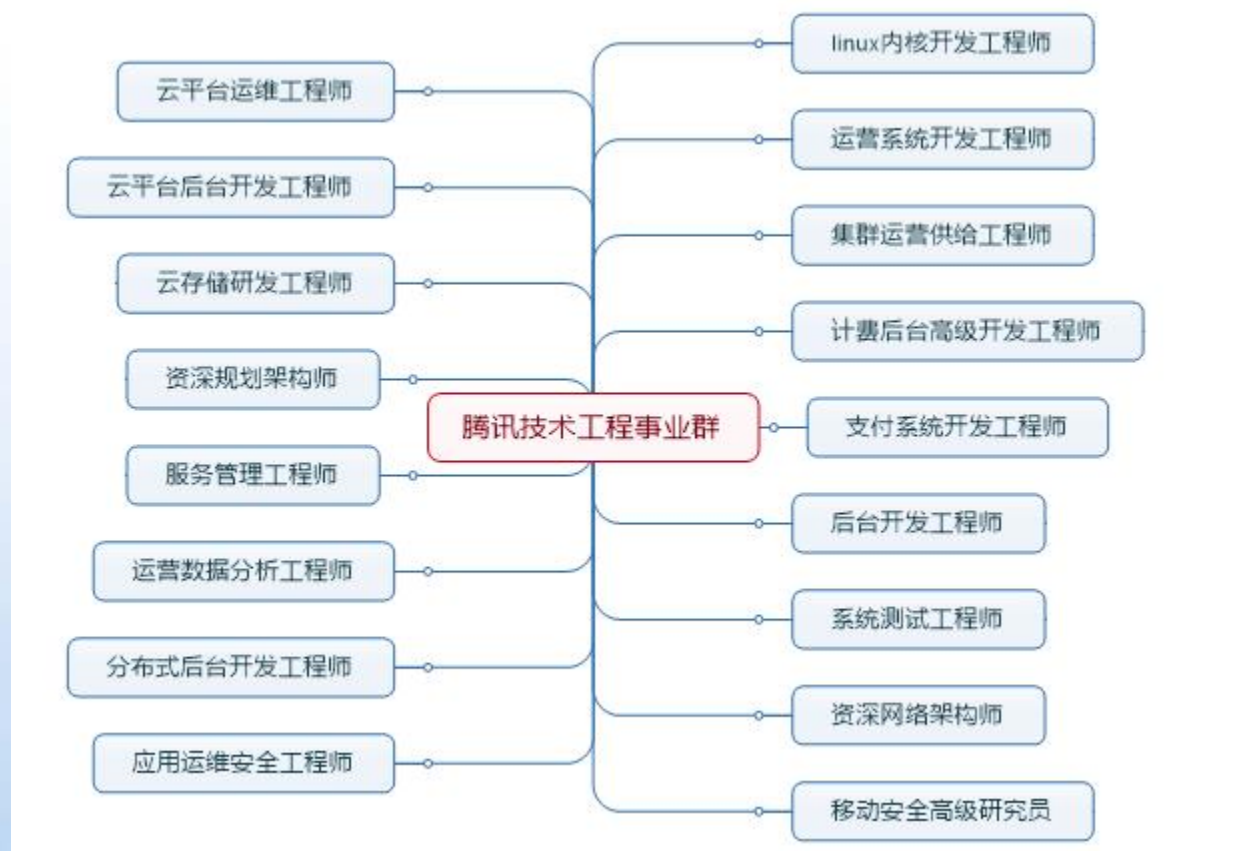 linux内核开发工程师
云平台运维工程师
运营系统开发工程师
云平台后台开发工程师
集群运营供给工程师
云存储研发工程师
计费后台高级开发工程师
资深规划架构师
腾讯技术工程事业群
支付系统开发工程师
服务管理工程师
后台开发工程师
运营数据分析工程师
系统测试工程师
分布式后台开发工程师
资深网络架构师
应用运维安全工程师
移动安全高级研究员